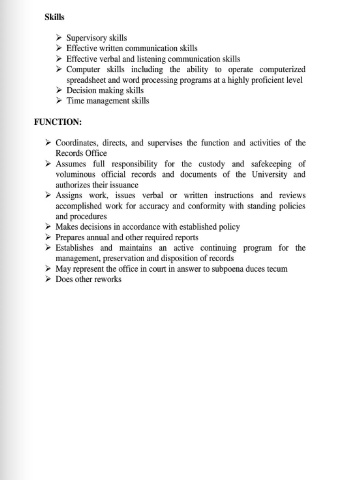 Skills
➤ Supervisory skills
➤ Effective written communication skills
➤ Effective verbal and listening communication skills
➤ Computer skills including the ability to operate computerized
spreadsheet and word processing programs at a highly proficient level
➤ Decision making skills
➤ Time management skills
FUNCTION:
➤ Coordinates, directs, and supervises the function and activities of the
Records Office
➤ Assumes full responsibility for the custody and safekeeping of
voluminous official records and documents of the University and
authorizes their issuance
➤ Assigns work, issues verbal or written instructions and reviews
accomplished work for accuracy and conformity with standing policies
and procedures
➤ Makes decisions in accordance with established policy
➤ Prepares annual and other required reports
➤ Establishes and maintains an active continuing program for the
management, preservation and disposition of records
➤ May represent the office in court in answer to subpoena duces tecum
➤ Does other reworks